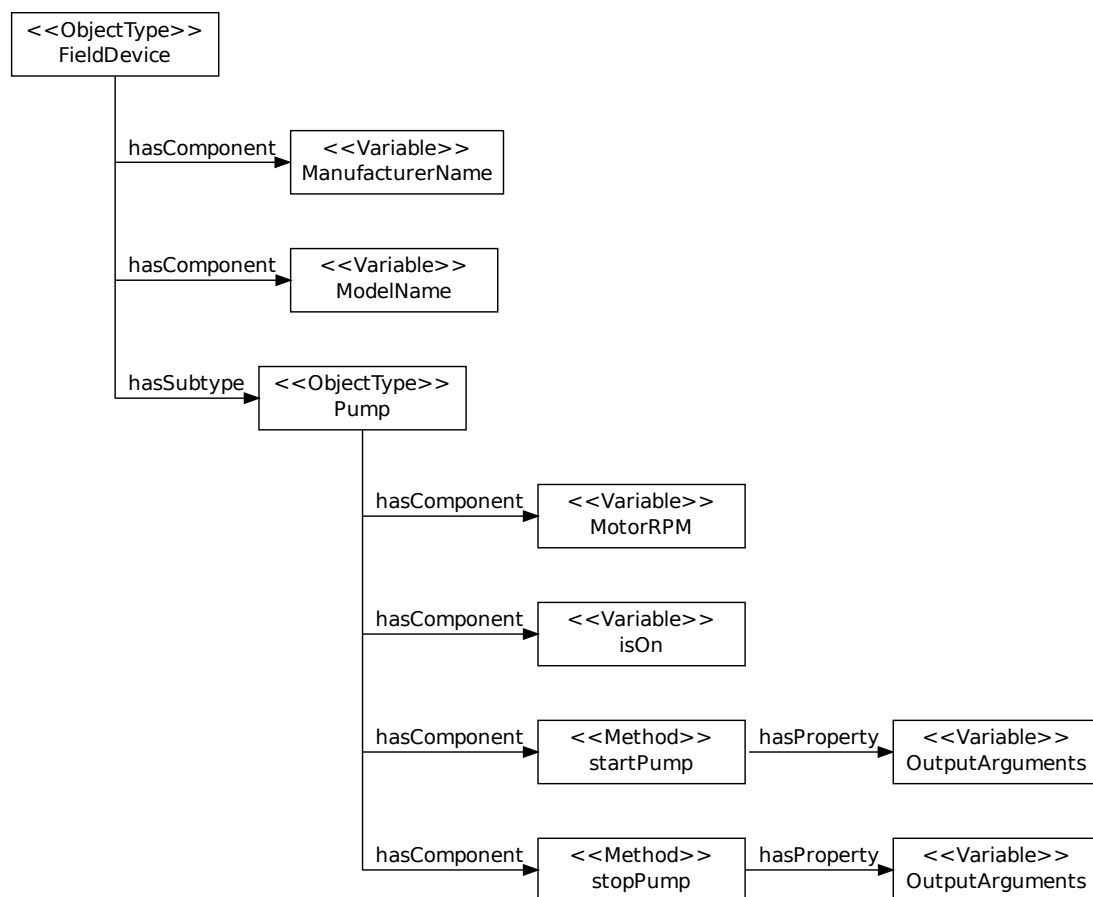 <<ObjectType>>
FieldDevice
hasComponent
<<Variable>>
ManufacturerName
hasComponent
<<Variable>>
ModelName
hasSubtype
<<ObjectType>>
Pump
hasComponent
<<Variable>>
MotorRPM
hasComponent
<<Variable>>
isOn
hasComponent
<<Method>>
startPump
hasProperty
<<Variable>>
OutputArguments
hasComponent
<<Method>>
stopPump
hasProperty
<<Variable>>
OutputArguments